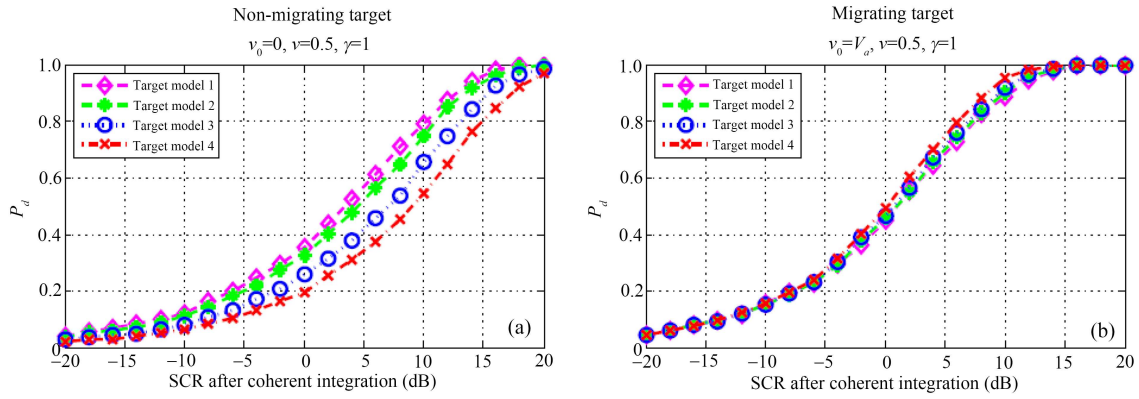 Non-migrating target
v₀=0, v=0.5, γ=1
1.0
0.8
0.6
0.4
0.2
0
P_d
Target model 1
Target model 2
Target model 3
Target model 4
(a)
−20 −15 −10 −5 0 5 10 15 20
SCR after coherent integration (dB)
Migrating target
v₀=Vₐ, v=0.5, γ=1
1.0
0.8
0.6
0.4
0.2
0
P_d
Target model 1
Target model 2
Target model 3
Target model 4
(b)
−20 −15 −10 −5 0 5 10 15 20
SCR after coherent integration (dB)